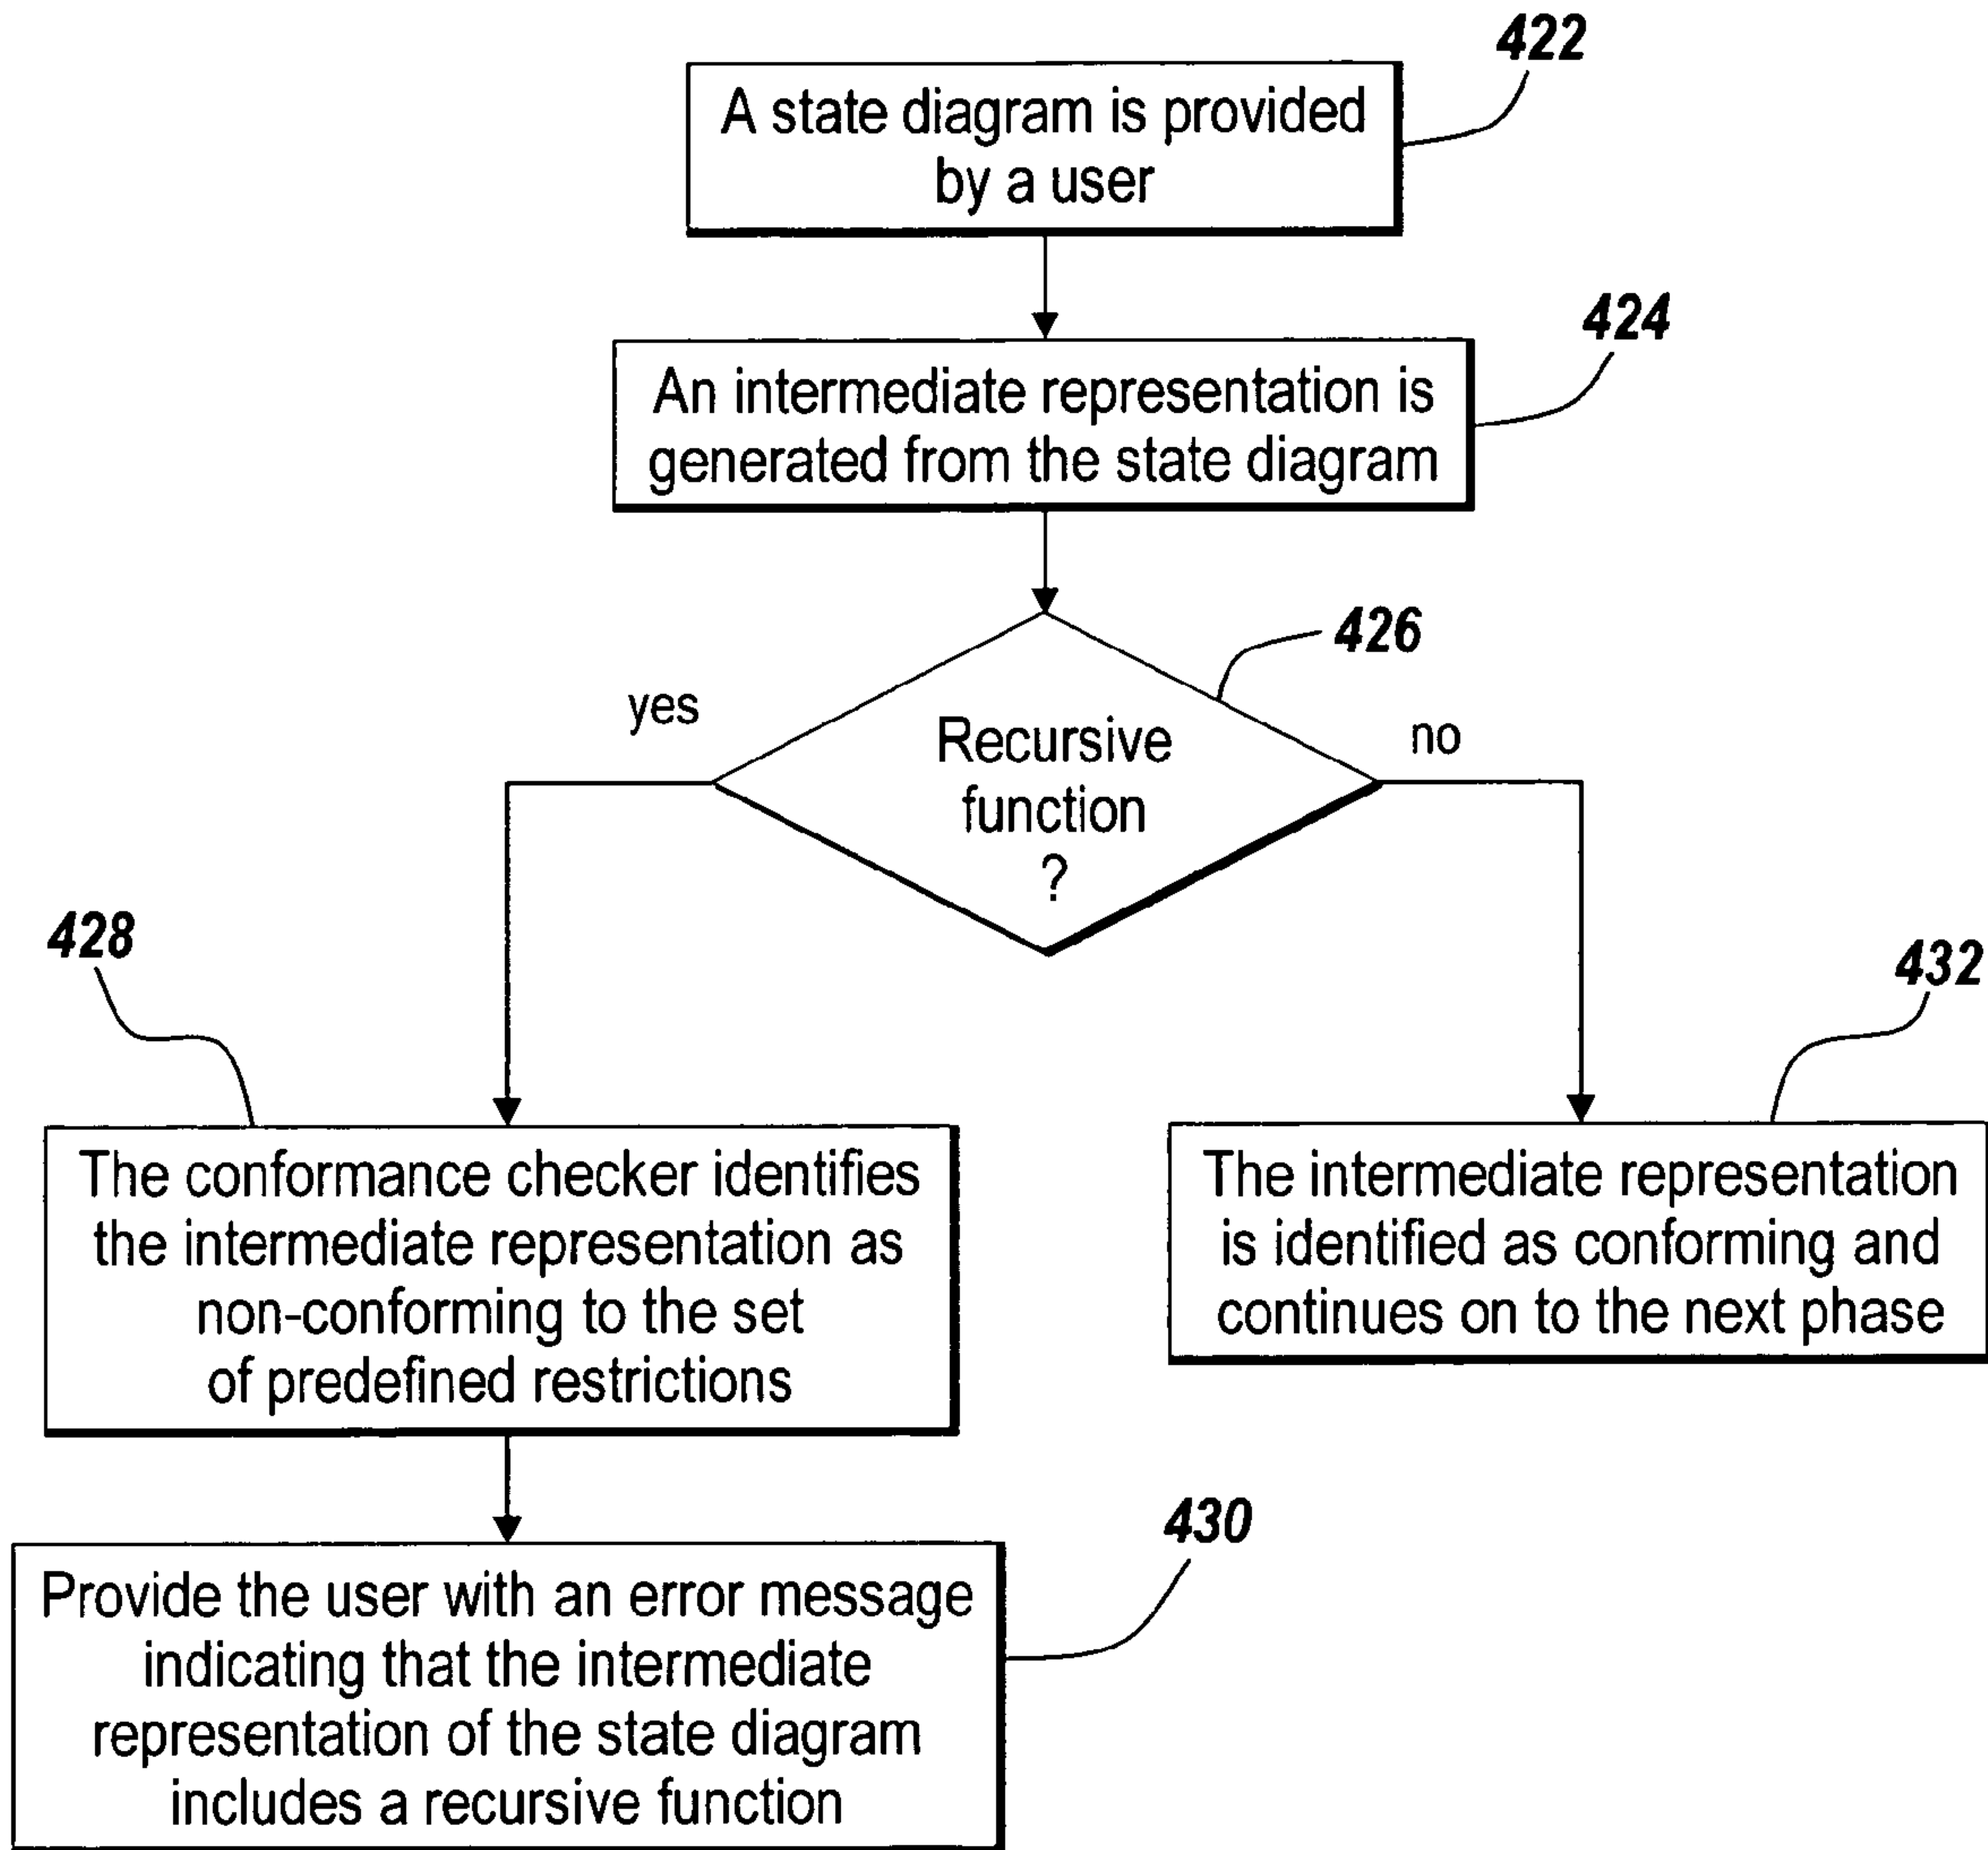 422
A state diagram is provided
by a user
424
An intermediate representation is
generated from the state diagram
426
yes
no
Recursive
function
?
428
432
The conformance checker identifies
the intermediate representation as
non-conforming to the set
of predefined restrictions
The intermediate representation
is identified as conforming and
continues on to the next phase
430
Provide the user with an error message
indicating that the intermediate
representation of the state diagram
includes a recursive function